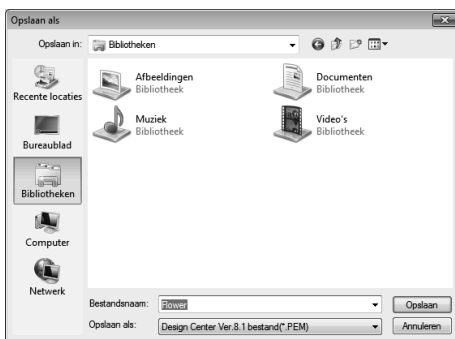 Opslaan als
Opslaan in:
Bibliotheken
Recente locaties
Bureaublad
Bibliotheken
Computer
Netwerk
Afbeeldingen
Bibliotheek
Documenten
Bibliotheek
Muziek
Bibliotheek
Video's
Bibliotheek
Bestandsnaam:
Flower
Opslaan
Opslaan als:
Design Center Ver.8.1 bestand(*.PEM)
Annuleren